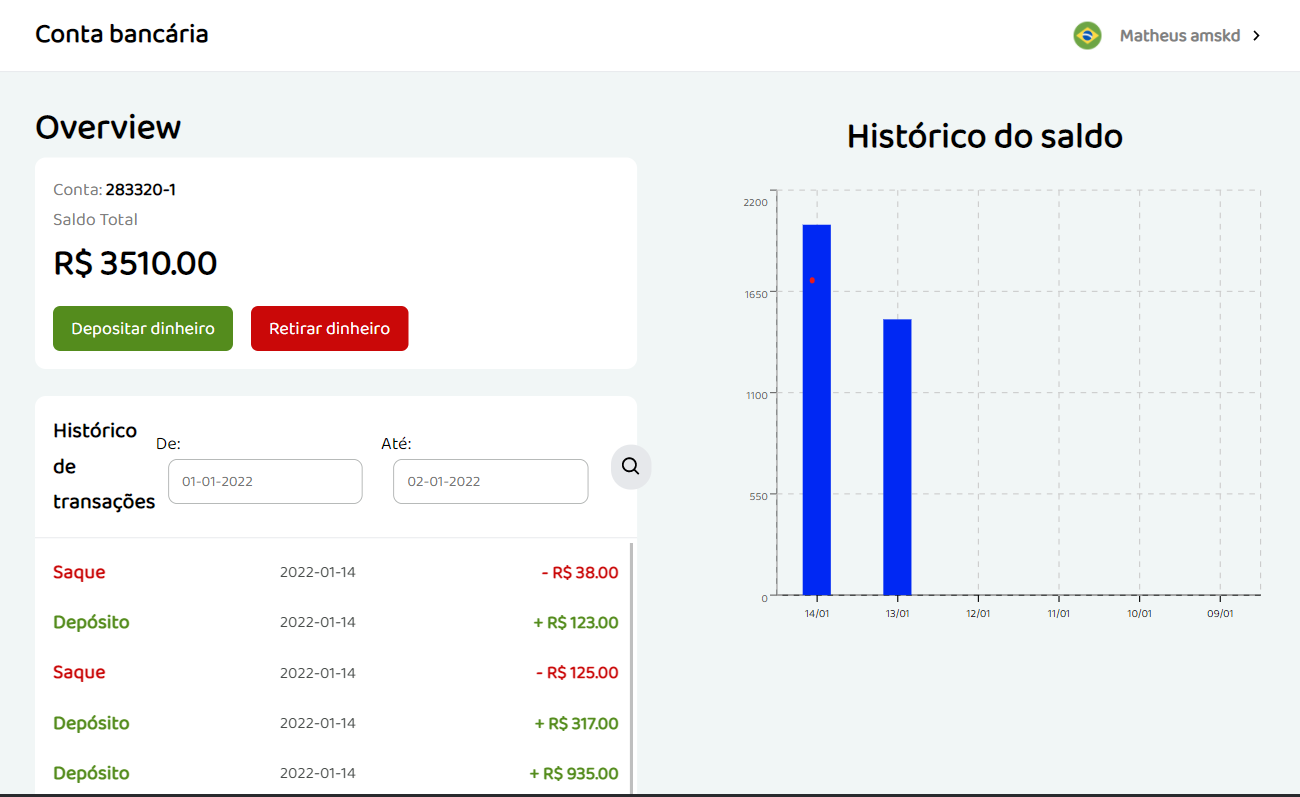 Conta bancária
Matheus amskd
Overview
Conta: 283320-1
Saldo Total
R$ 3510.00
Depositar dinheiro
Retirar dinheiro
Histórico
de
transações
De:
01-01-2022
Até:
02-01-2022
Saque 2022-01-14 - R$ 38.00
Depósito 2022-01-14 + R$ 123.00
Saque 2022-01-14 - R$ 125.00
Depósito 2022-01-14 + R$ 317.00
Depósito 2022-01-14 + R$ 935.00
Histórico do saldo
2200
1650
1100
550
0
14/01 13/01 12/01 11/01 10/01 09/01